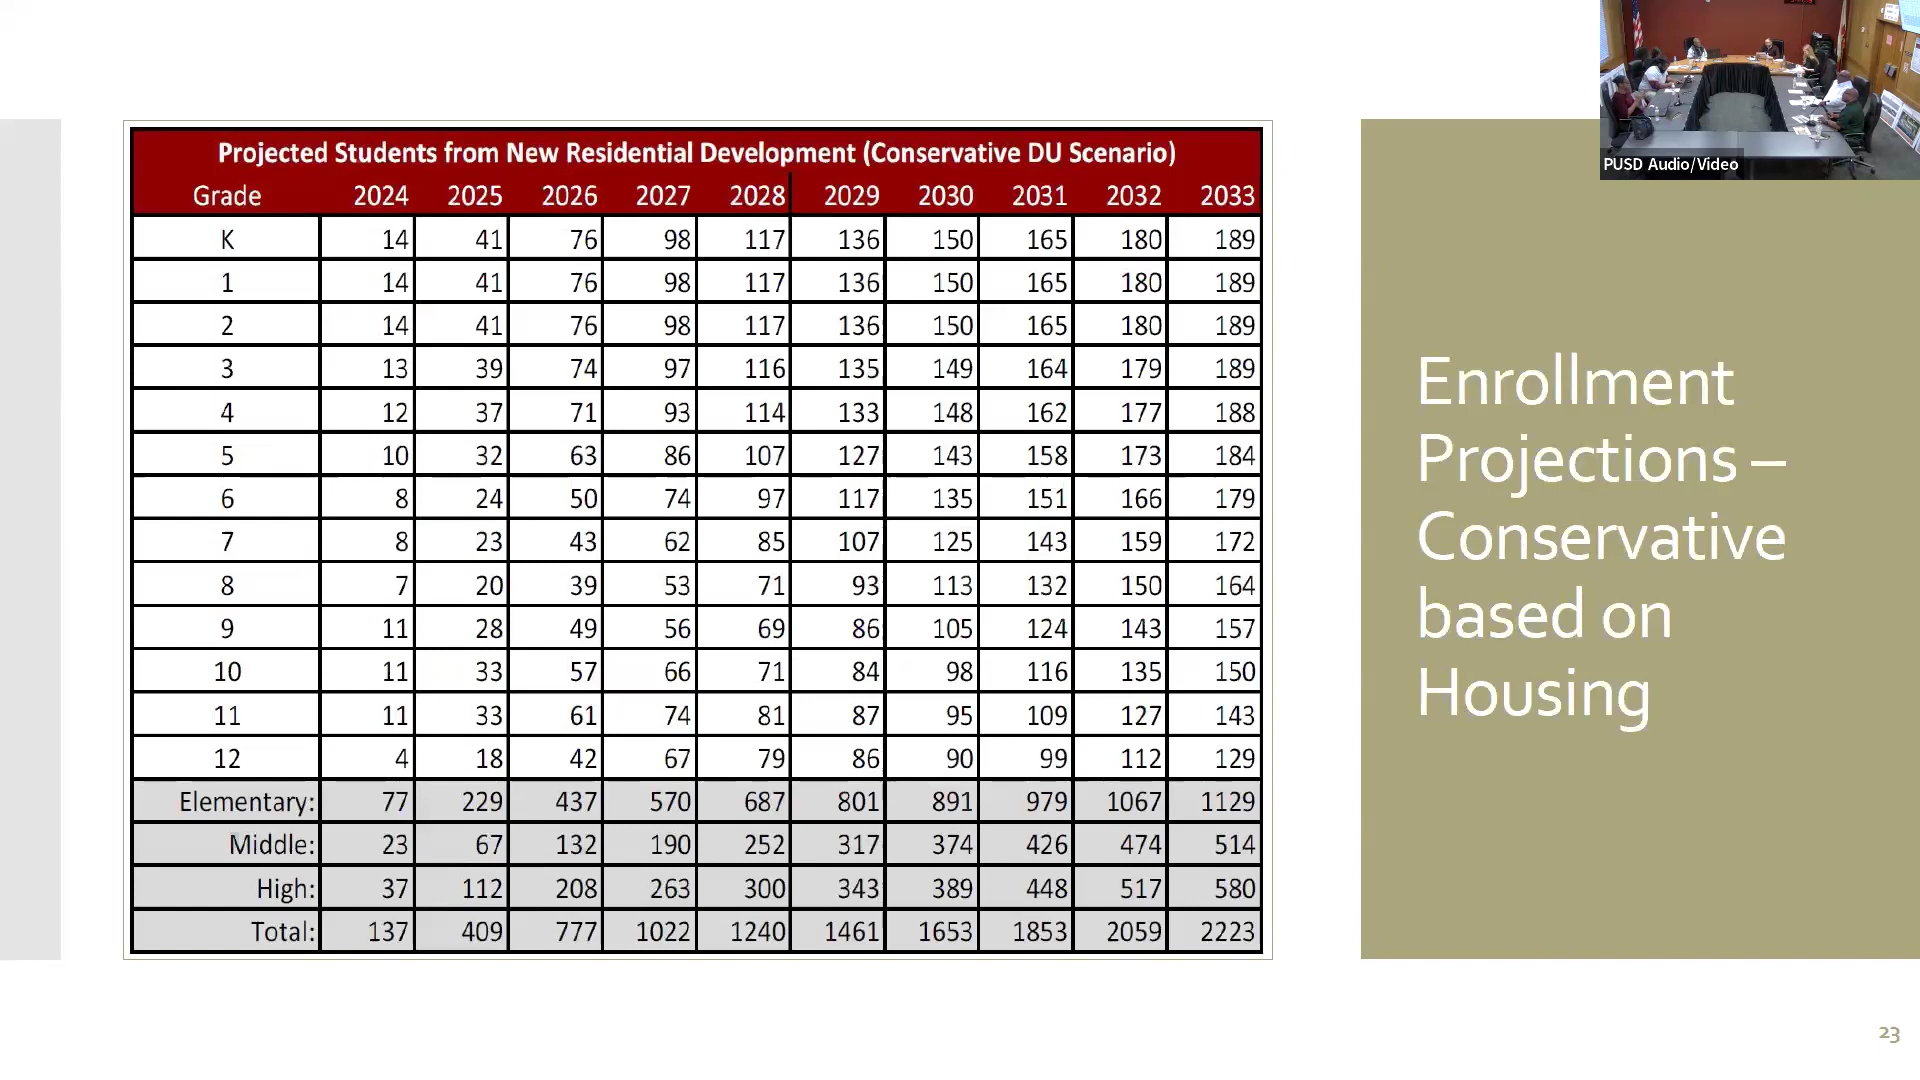 Projected Students from New Residential Development (Conservative DU Scenario)
Grade 2024 2025 2026 2027 2028 2029 2030 2031 2032 2033
K 14 41 76 98 117 136 150 165 180 189
1 14 41 76 98 117 136 150 165 180 189
2 14 41 76 98 117 136 150 165 180 189
3 13 39 74 97 116 135 149 164 179 189
4 12 37 71 93 114 133 148 162 177 188
5 10 32 63 86 107 127 143 158 173 184
6 8 24 50 74 97 117 135 151 166 179
7 8 23 43 62 85 107 125 143 159 172
8 7 20 39 53 71 93 113 132 150 164
9 11 28 49 56 69 86 105 124 143 157
10 11 33 57 66 71 84 98 116 135 150
11 11 33 61 74 81 87 95 109 127 143
12 4 18 42 67 79 86 90 99 112 129
Elementary: 77 229 437 570 687 801 891 979 1067 1129
Middle: 23 67 132 190 252 317 374 426 474 514
High: 37 112 208 263 300 343 389 448 517 580
Total: 137 409 777 1022 1240 1461 1653 1853 2059 2223
PUSD Audio/Video
Enrollment
Projections –
Conservative
based on
Housing
23